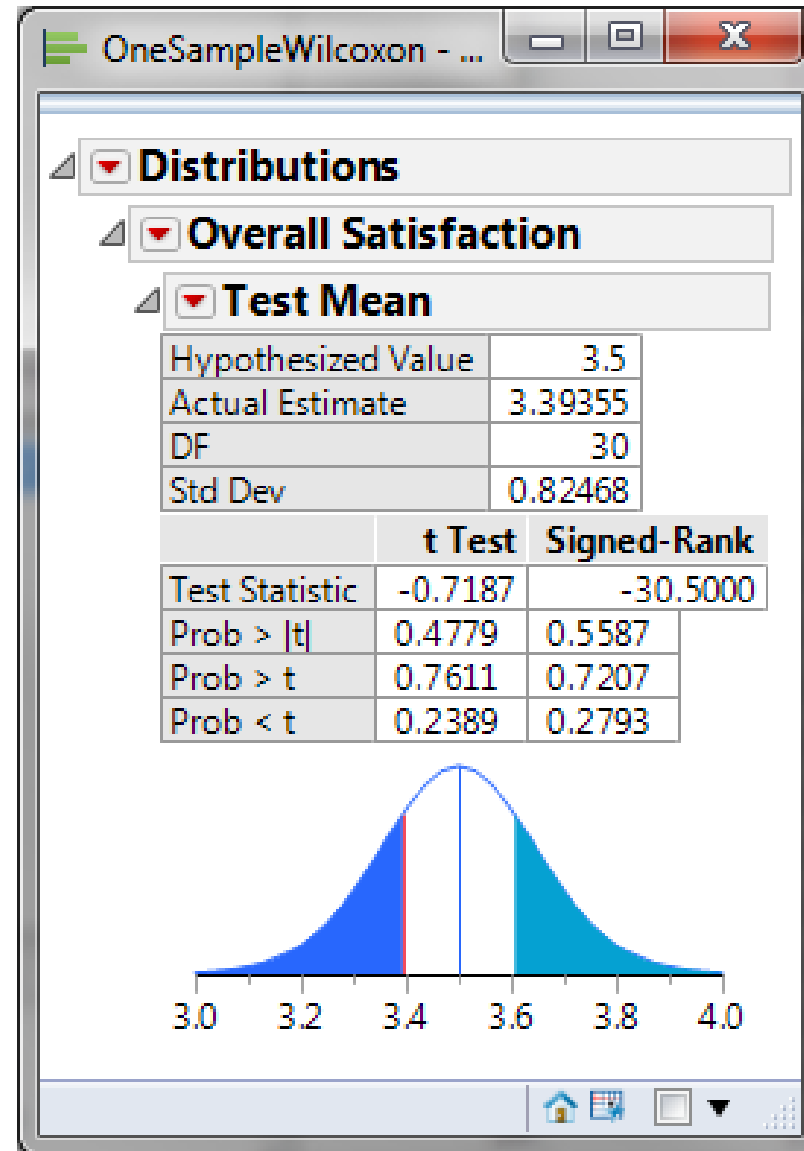 OneSampleWilcoxon - ...
Distributions
Overall Satisfaction
Test Mean
Hypothesized Value 3.5
Actual Estimate 3.39355
DF 30
Std Dev 0.82468
t Test Signed-Rank
Test Statistic -0.7187 -30.5000
Prob > |t| 0.4779 0.5587
Prob > t 0.7611 0.7207
Prob < t 0.2389 0.2793
3.0 3.2 3.4 3.6 3.8 4.0